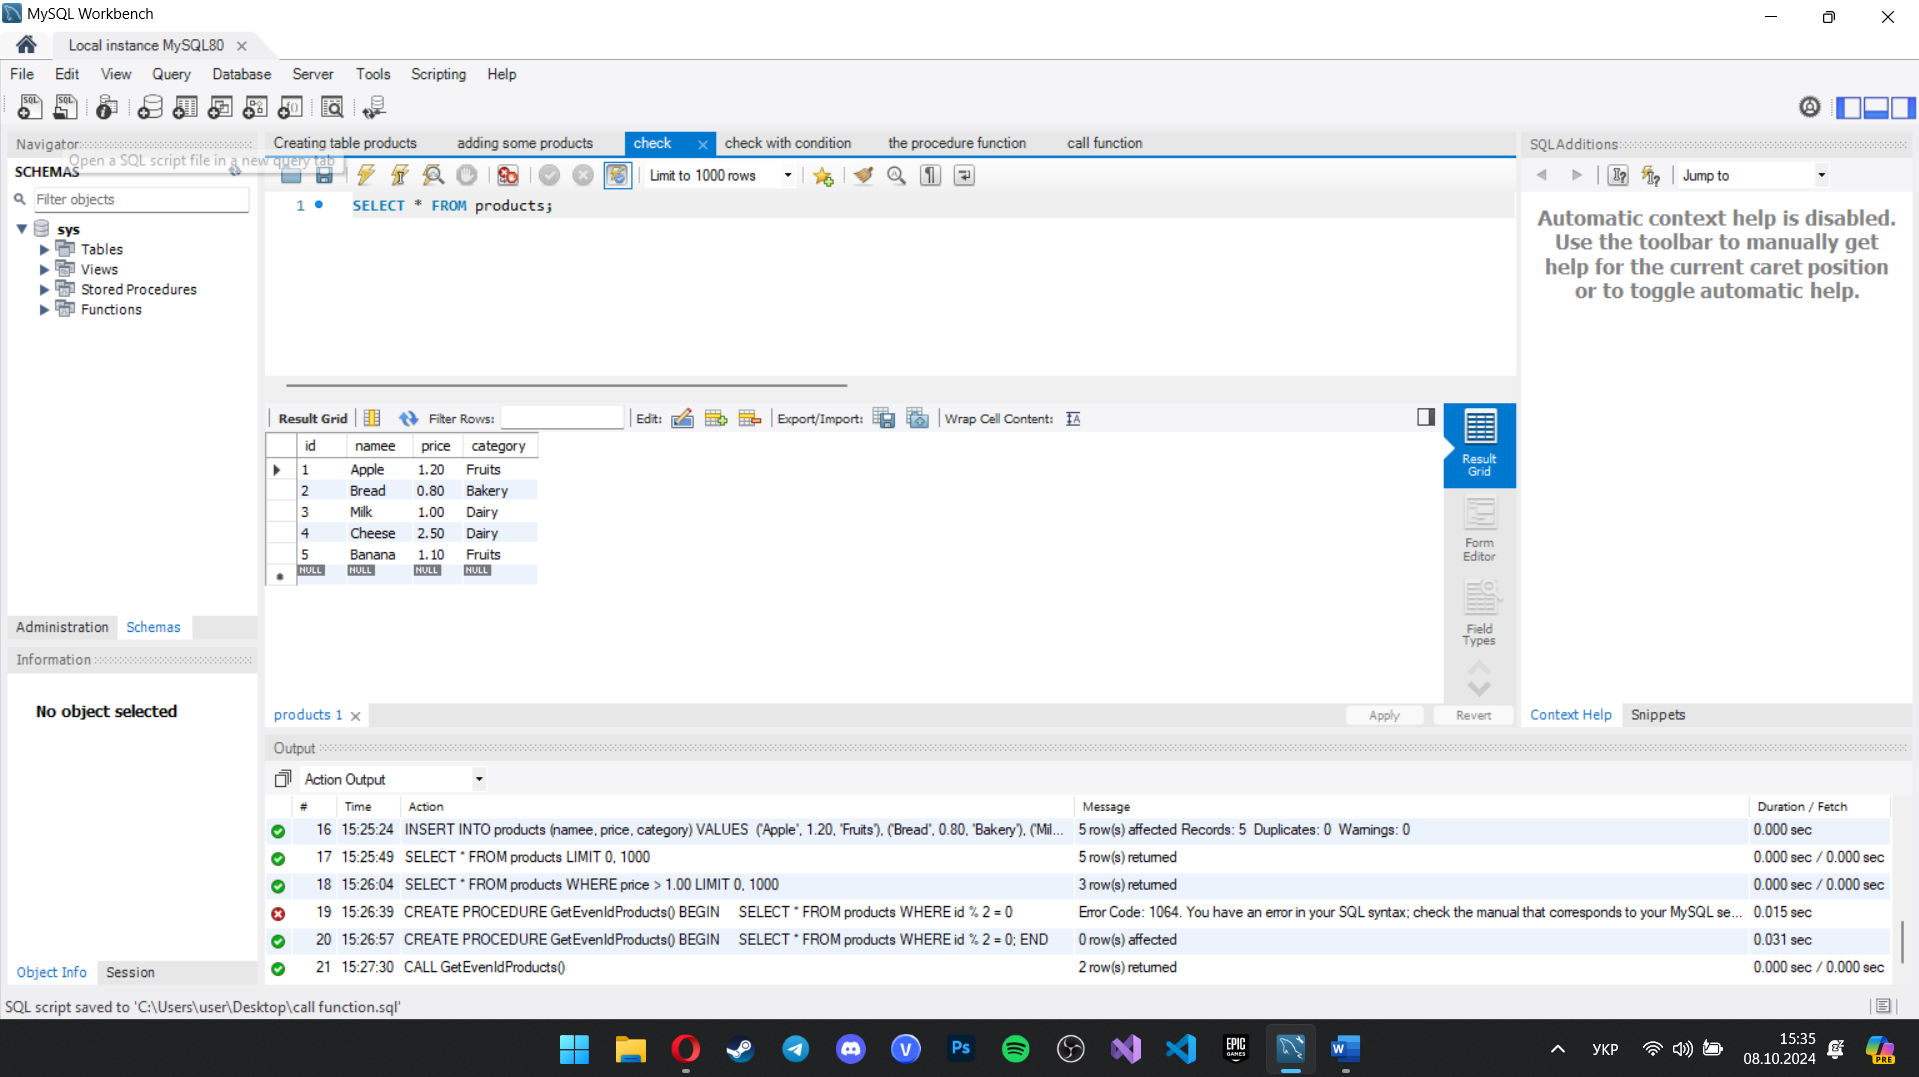 MySQL Workbench
Local instance MySQL80
File Edit View Query Database Server Tools Scripting Help
Navigator
Open a SQL script file in a new query tab
SCHEMAS
Filter objects
sys
Tables
Views
Stored Procedures
Functions
Administration Schemas
Information
No object selected
Object Info Session
Creating table products adding some products check check with condition the procedure function call function
Limit to 1000 rows
1 SELECT * FROM products;
Result Grid Filter Rows: Edit: Export/Import: Wrap Cell Content:
id namee price category
1 Apple 1.20 Fruits
2 Bread 0.80 Bakery
3 Milk 1.00 Dairy
4 Cheese 2.50 Dairy
5 Banana 1.10 Fruits
NULL NULL NULL NULL
Result
Grid
Form
Editor
Field
Types
products 1 Apply Revert
SQLAdditions
Jump to
Automatic context help is disabled.
Use the toolbar to manually get
help for the current caret position
or to toggle automatic help.
Context Help Snippets
Output
Action Output
# Time Action Message Duration / Fetch
16 15:25:24 INSERT INTO products (namee, price, category) VALUES ('Apple', 1.20, 'Fruits'), ('Bread', 0.80, 'Bakery'), ('Mil... 5 row(s) affected Records: 5 Duplicates: 0 Warnings: 0 0.000 sec
17 15:25:49 SELECT * FROM products LIMIT 0, 1000 5 row(s) returned 0.000 sec / 0.000 sec
18 15:26:04 SELECT * FROM products WHERE price > 1.00 LIMIT 0, 1000 3 row(s) returned 0.000 sec / 0.000 sec
19 15:26:39 CREATE PROCEDURE GetEvenIdProducts() BEGIN SELECT * FROM products WHERE id % 2 = 0 Error Code: 1064. You have an error in your SQL syntax; check the manual that corresponds to your MySQL se... 0.015 sec
20 15:26:57 CREATE PROCEDURE GetEvenIdProducts() BEGIN SELECT * FROM products WHERE id % 2 = 0; END 0 row(s) affected 0.031 sec
21 15:27:30 CALL GetEvenIdProducts() 2 row(s) returned 0.000 sec / 0.000 sec
SQL script saved to 'C:\Users\user\Desktop\call function.sql'
УКР
15:35
08.10.2024